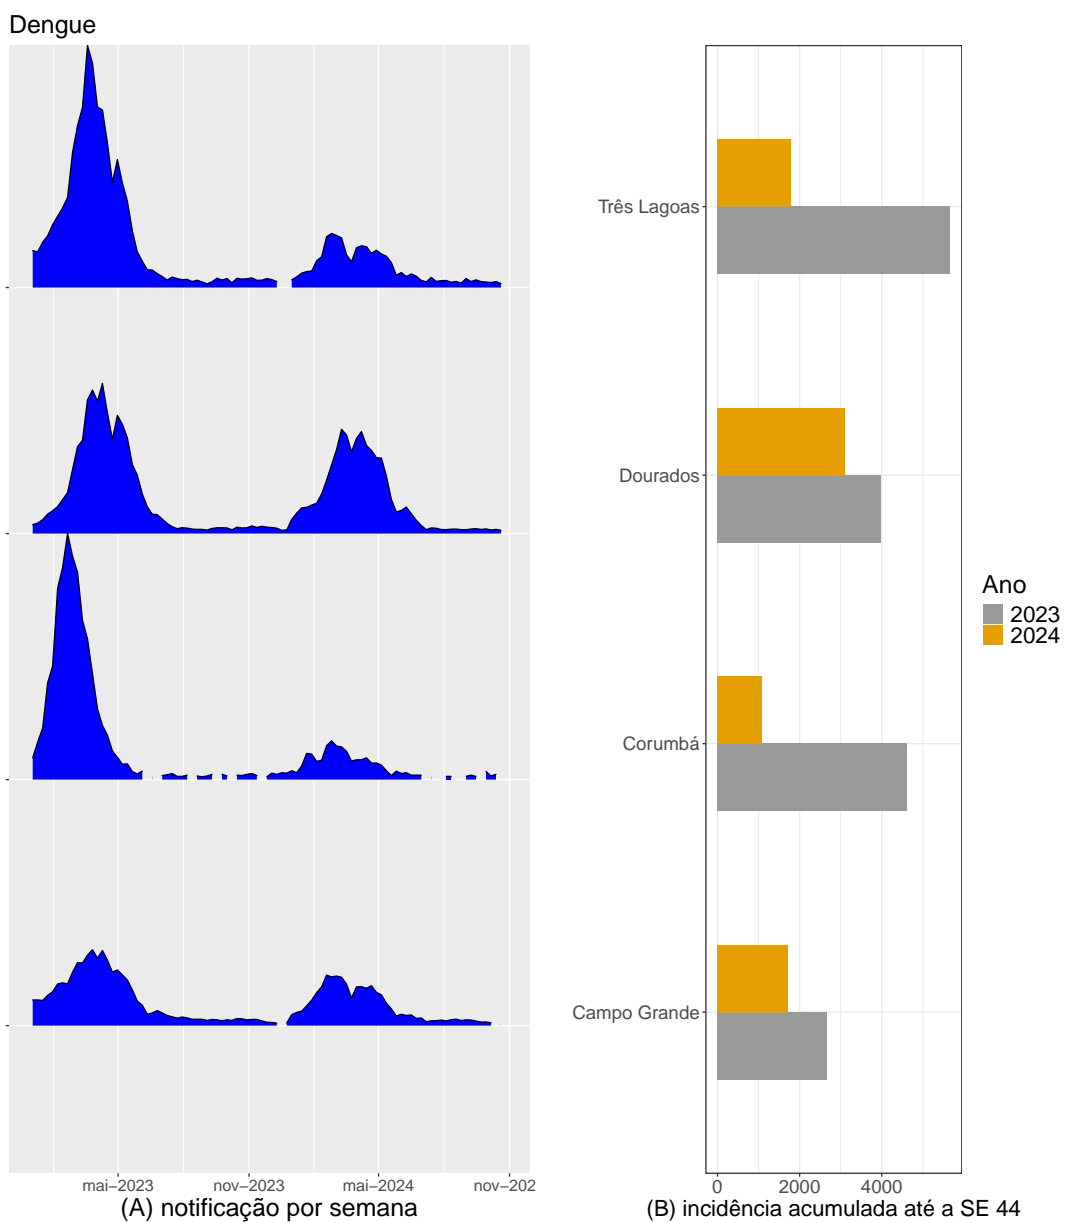 Dengue
Três Lagoas
Dourados
Corumbá
Campo Grande
Ano
2023
2024
mai–2023 nov–2023 mai–2024 nov–202
0 2000 4000
(A) notificação por semana
(B) incidência acumulada até a SE 44